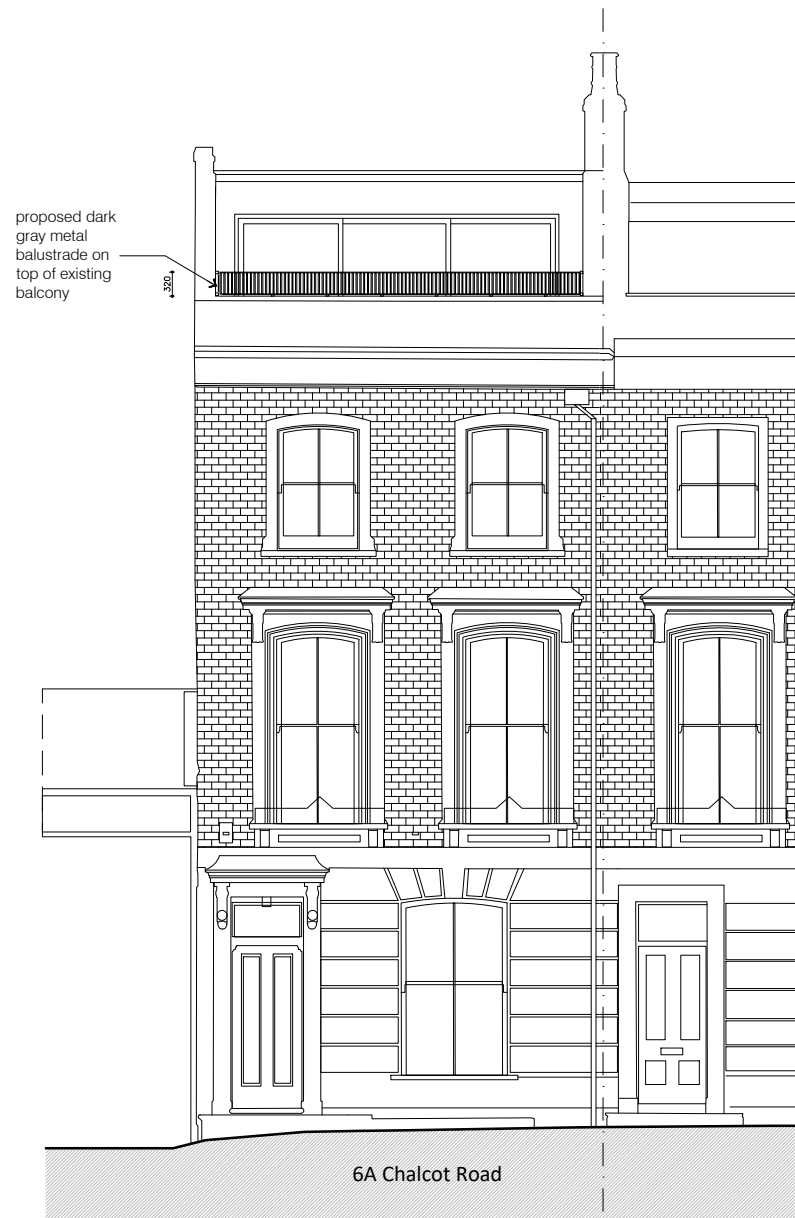 proposed dark
gray metal
balustrade on
top of existing
balcony
320
6A Chalcot Road